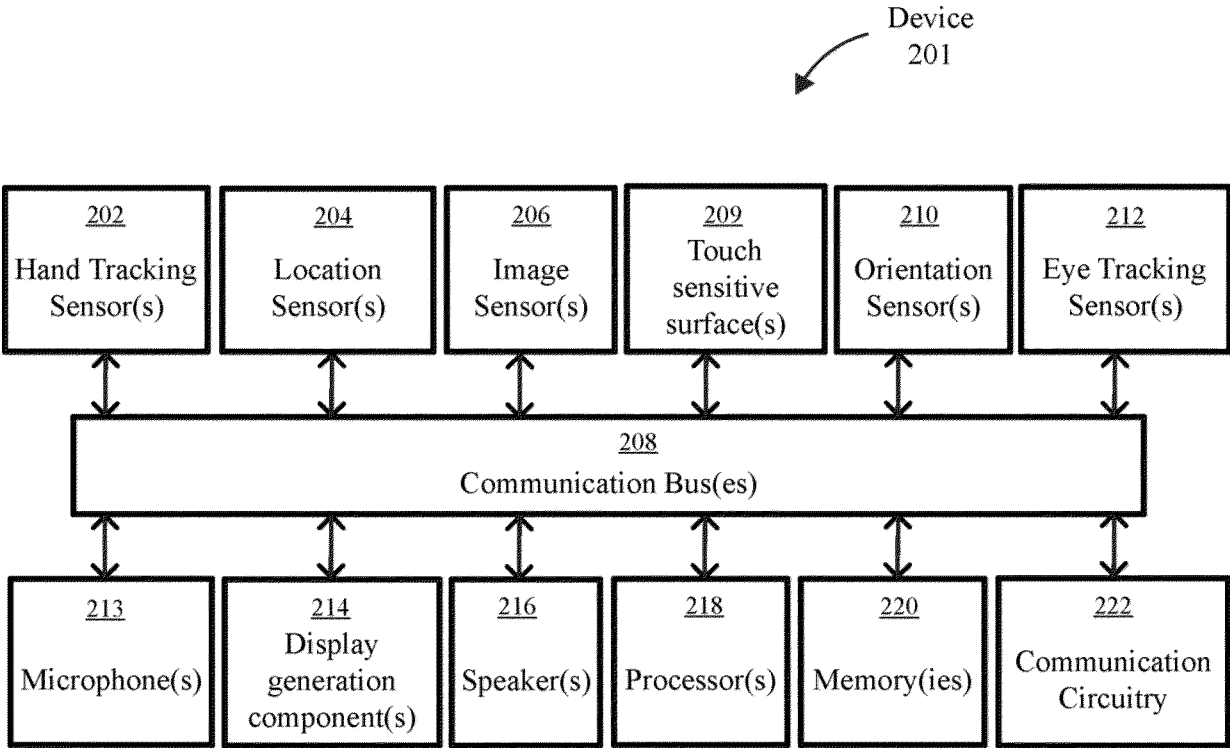 Device
201
202
Hand Tracking
Sensor(s)
204
Location
Sensor(s)
206
Image
Sensor(s)
209
Touch
sensitive
surface(s)
210
Orientation
Sensor(s)
212
Eye Tracking
Sensor(s)
208
Communication Bus(es)
213
Microphone(s)
214
Display
generation
component(s)
216
Speaker(s)
218
Processor(s)
220
Memory(ies)
222
Communication
Circuitry